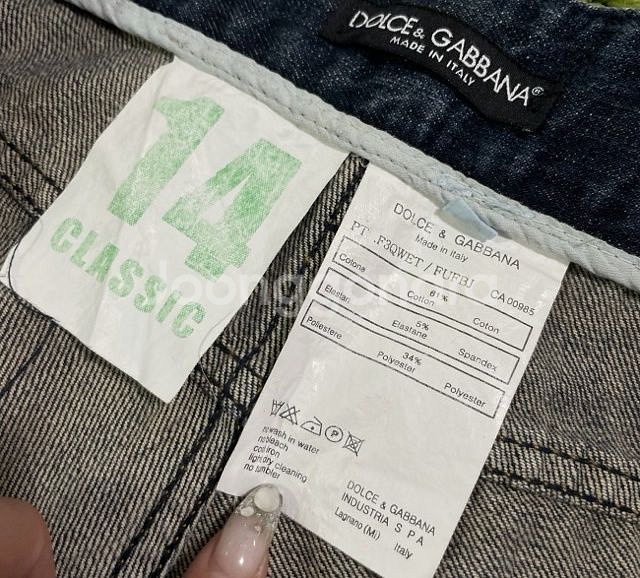 DOLCE & GABBANA®
MADE IN ITALY
14
CLASSIC
DOLCE & GABBANA
Made in Italy
PT .F3QWET / FUFBJ CA 00985
Cotone 61% Cotton Coton
Elastan 5% Elastane Spandex
Poliestere 34% Polyester Polyester
P
no wash in water
no bleach
cool iron
light dry cleaning
no tumbler
DOLCE & GABBANA
INDUSTRIA S P A
Legnano (Mi) Italy